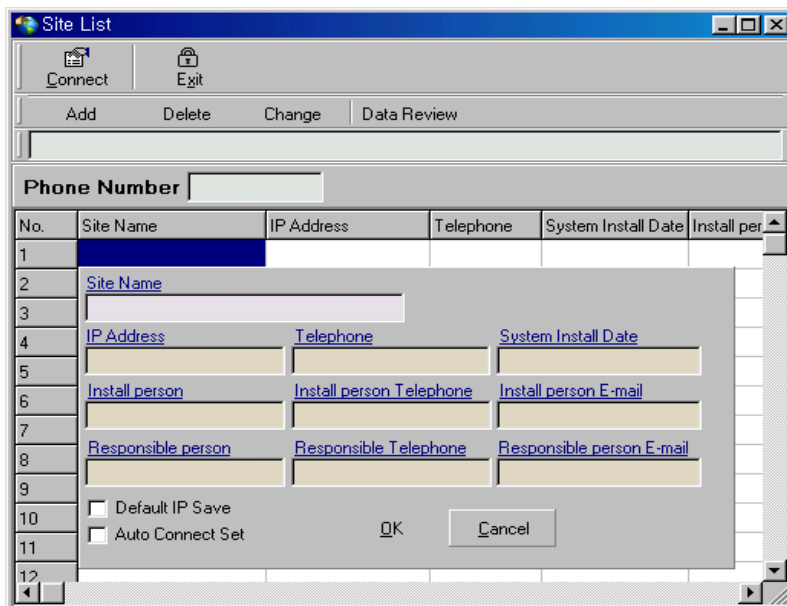 Site List
Connect Exit
Add Delete Change Data Review
Phone Number
No. Site Name IP Address Telephone System Install Date Install per
1
2
Site Name
3
4
IP Address Telephone System Install Date
5
6
Install person Install person Telephone Install person E-mail
7
8
Responsible person Responsible Telephone Responsible person E-mail
9
10
Default IP Save
Auto Connect Set OK Cancel
11
12